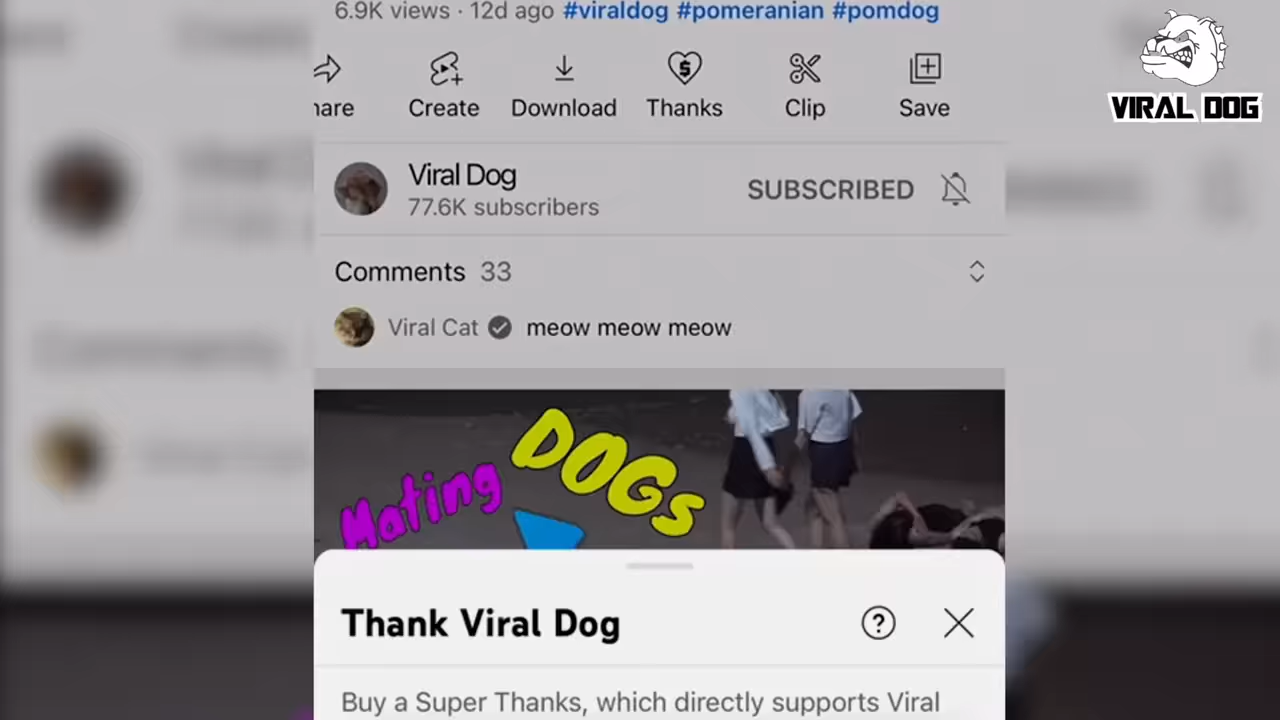 6.9K views · 12d ago #viraldog #pomeranian #pomdog
VIRAL DOG
hare Create Download Thanks Clip Save
Viral Dog
77.6K subscribers
SUBSCRIBED
Comments 33
Viral Cat meow meow meow
Mating DOGS
Thank Viral Dog
Buy a Super Thanks, which directly supports Viral